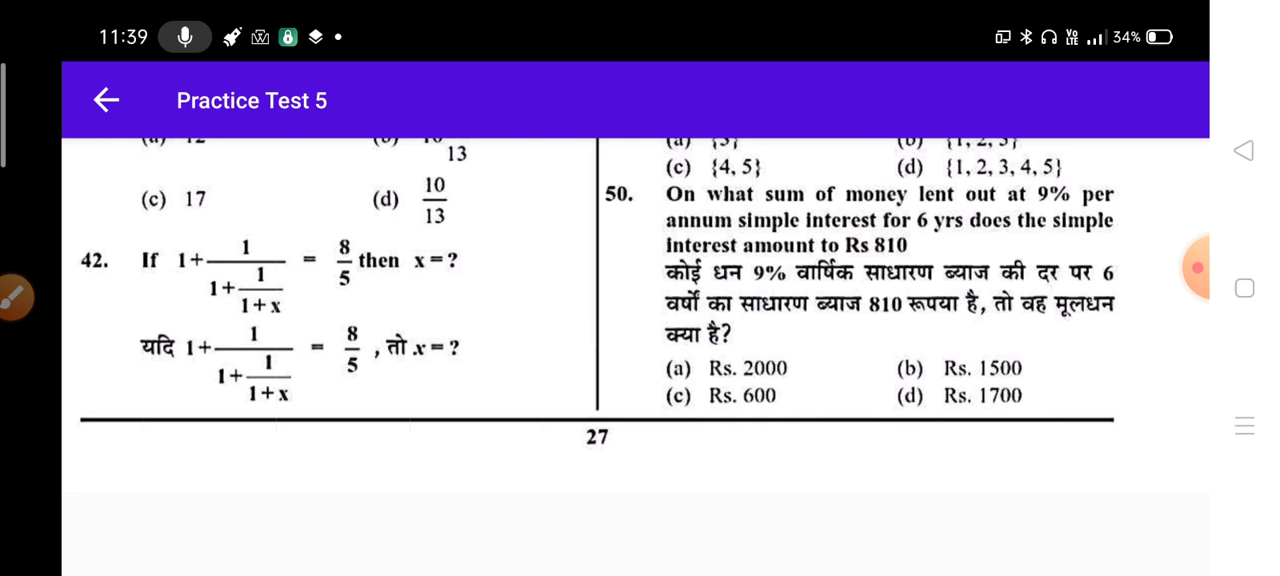 11:39
VO LTE 34%
Practice Test 5
13
(c) 17 (d) 10/13
42. If 1+1/(1+1/(1+x)) = 8/5 then x=?
यदि 1+1/(1+1/(1+x)) = 8/5 , तो x=?
(c) {4, 5} (d) {1, 2, 3, 4, 5}
50. On what sum of money lent out at 9% per
annum simple interest for 6 yrs does the simple
interest amount to Rs 810
कोई धन 9% वार्षिक साधारण ब्याज की दर पर 6
वर्षों का साधारण ब्याज 810 रूपया है, तो वह मूलधन
क्या है?
(a) Rs. 2000 (b) Rs. 1500
(c) Rs. 600 (d) Rs. 1700
27